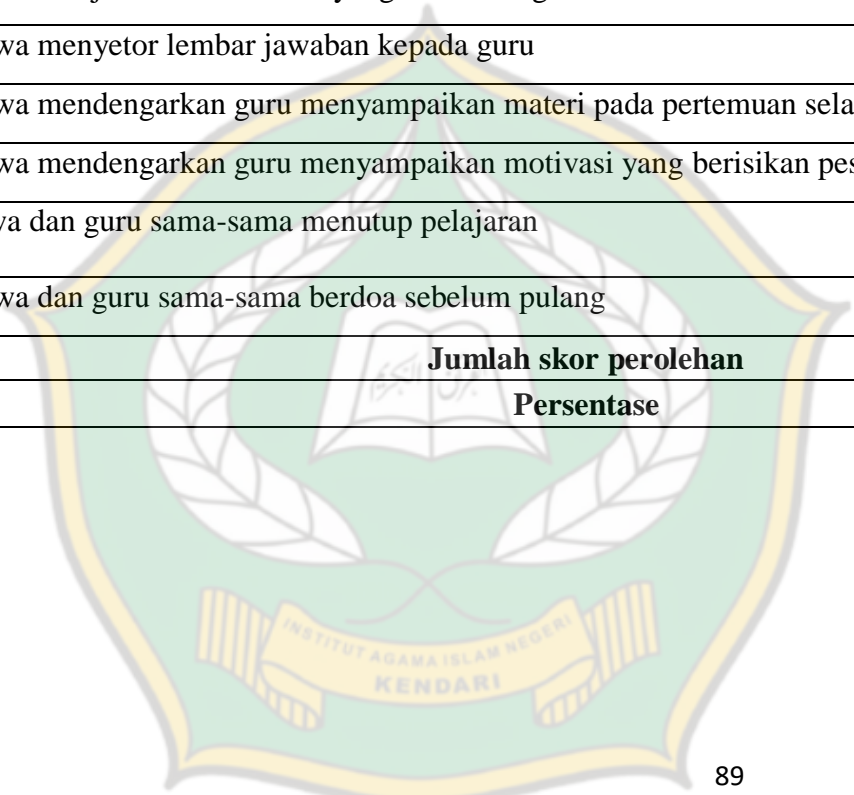 wa menyetor lembar jawaban kepada guru
wa mendengarkan guru menyampaikan materi pada pertemuan sela
wa mendengarkan guru menyampaikan motivasi yang berisikan pes
wa dan guru sama-sama menutup pelajaran
wa dan guru sama-sama berdoa sebelum pulang
Jumlah skor perolehan
Persentase
INSTITUT AGAMA ISLAM NEGERI
KENDARI
89